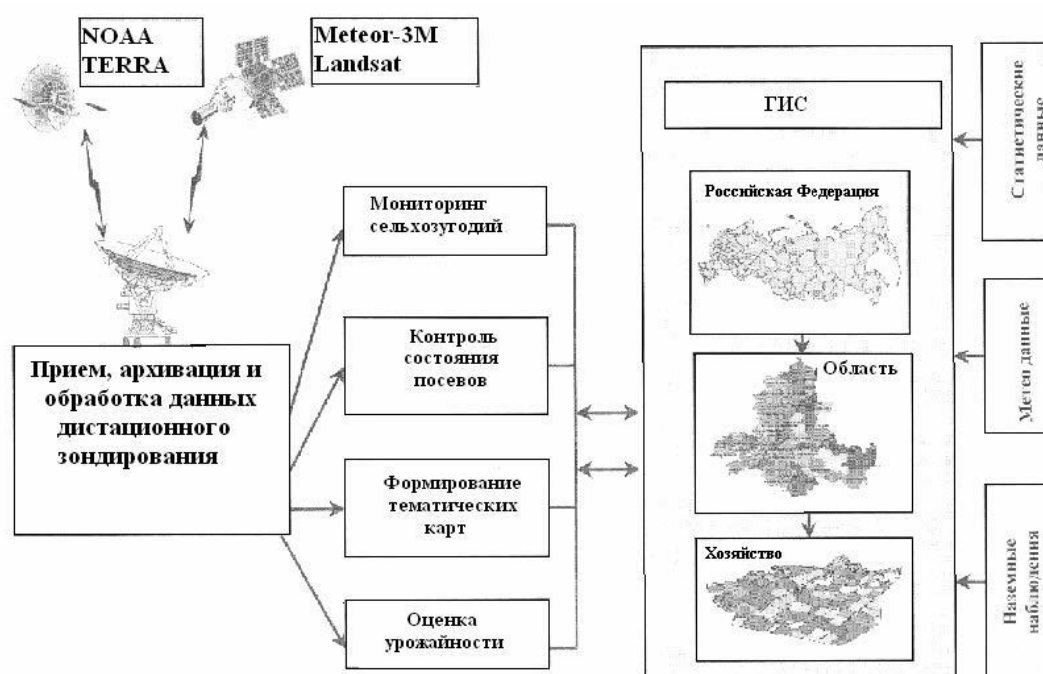 NOAA
TERRA
Meteor-3M
Landsat
Прием, архивация и
обработка данных
дистационного
зондирования
Мониторинг
сельхозугодий
Контроль
состояния
посевов
Формирование
тематических
карт
Оценка
урожайности
ГИС
Российская Федерация
Область
Хозяйство
Статистические
данные
Метео данные
Наземные
наблюдения